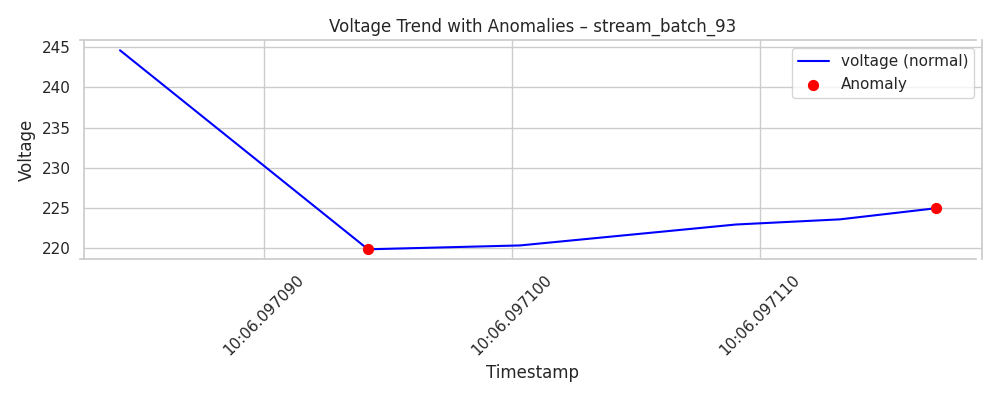 Voltage Trend with Anomalies – stream_batch_93
voltage (normal)
Anomaly
Voltage
245
240
235
230
225
220
10:06.097090
10:06.097100
10:06.097110
Timestamp